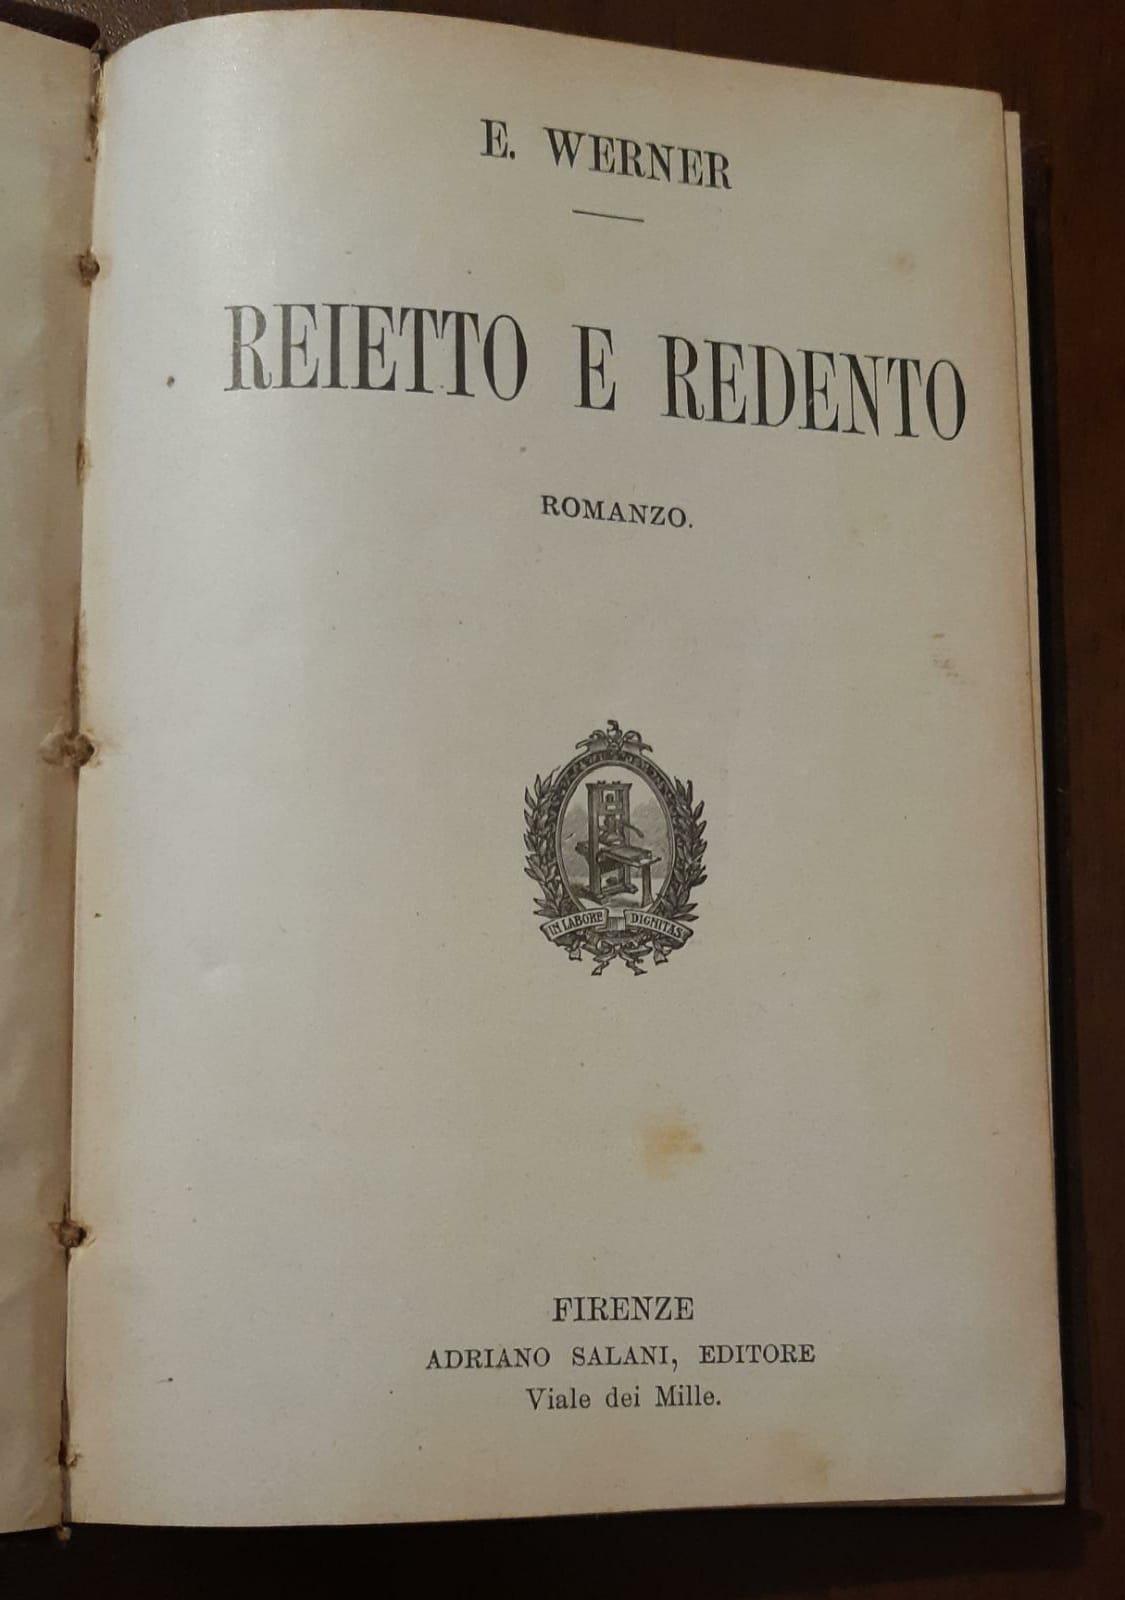 E. WERNER
REIETTO E REDENTO
ROMANZO.
IN LABORE DIGNITAS
FIRENZE
ADRIANO SALANI, EDITORE
Viale dei Mille.